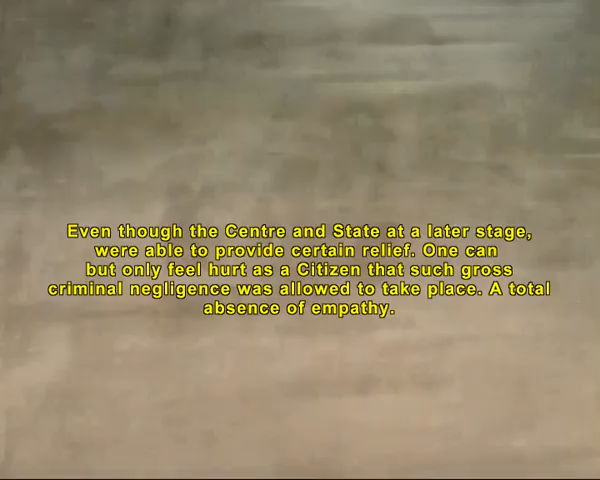 Even though the Centre and State at a later stage,
were able to provide certain relief. One can
but only feel hurt as a Citizen that such gross
criminal negligence was allowed to take place. A total
absence of empathy.